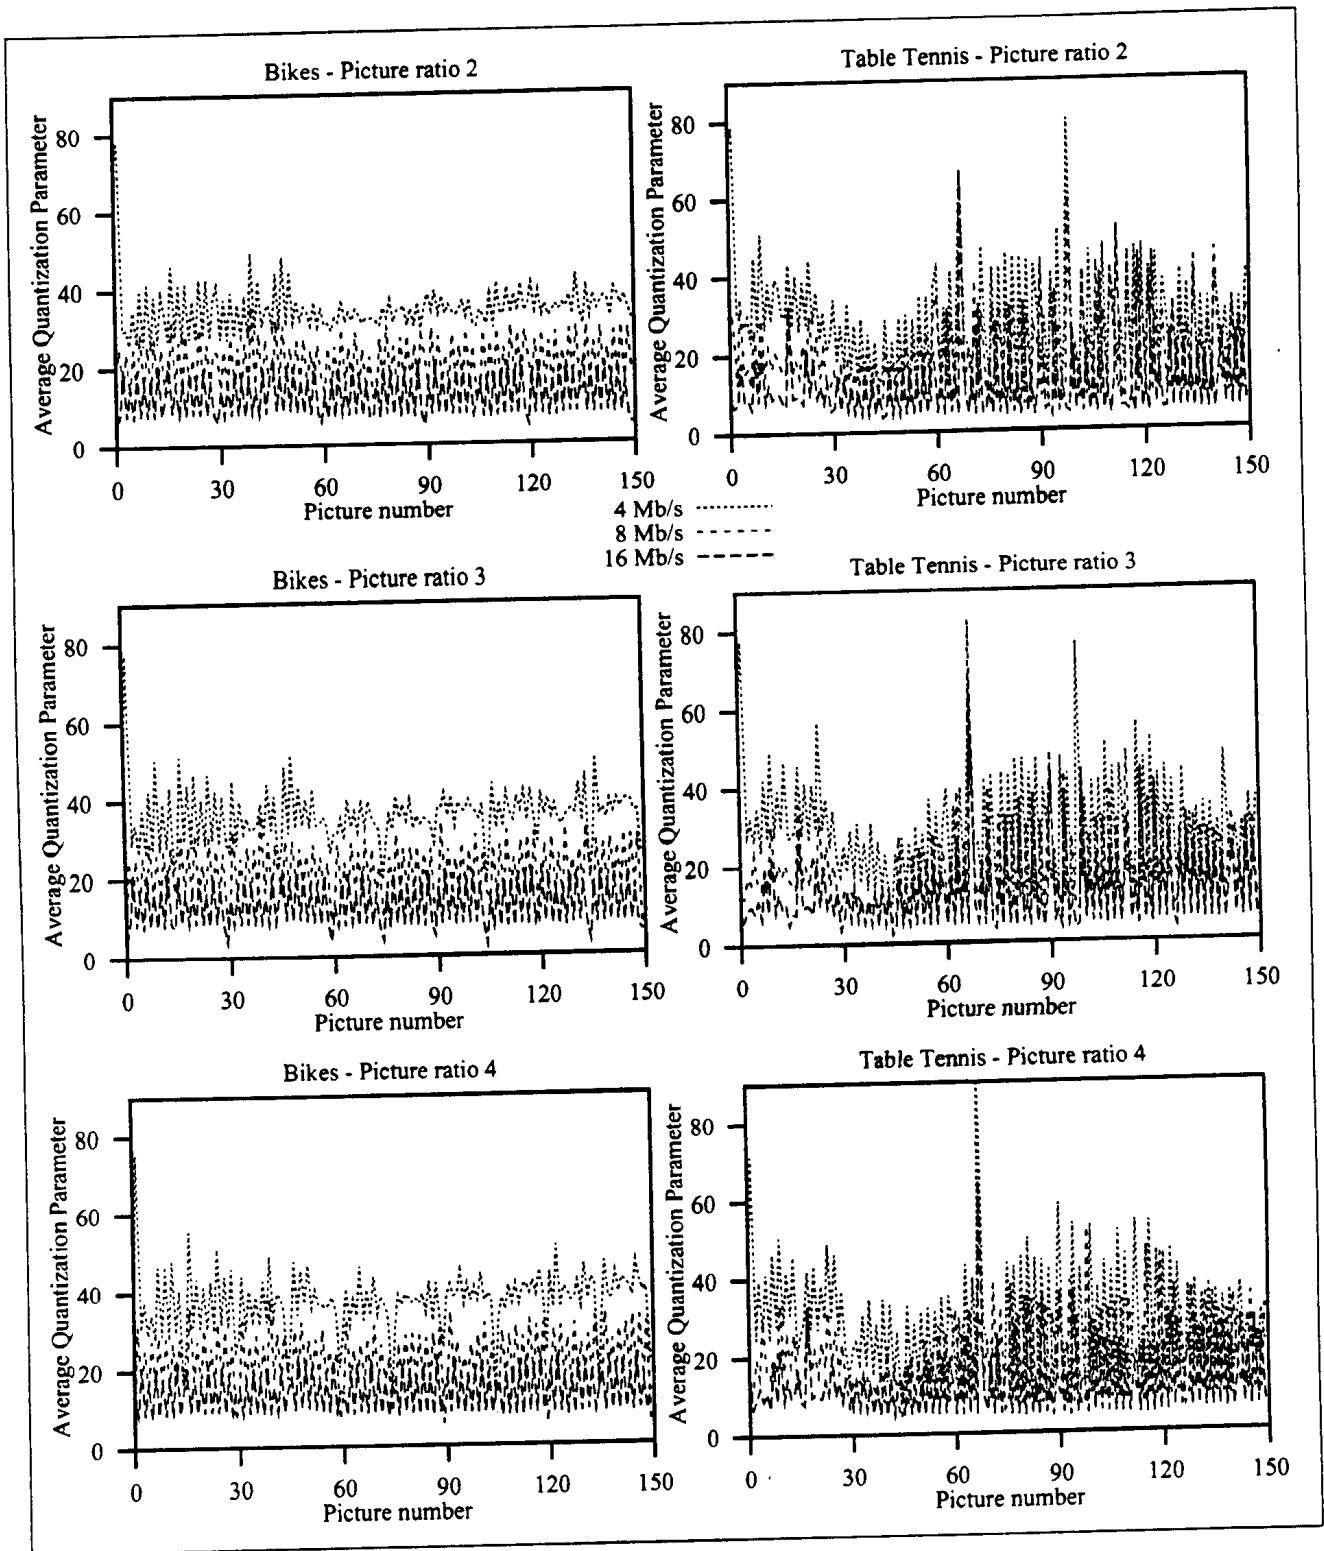 Bikes - Picture ratio 2
Average Quantization Parameter
80
60
40
20
0
0 30 60 90 120 150
Picture number
Table Tennis - Picture ratio 2
Average Quantization Parameter
80
60
40
20
0
0 30 60 90 120 150
Picture number
4 Mb/s
8 Mb/s
16 Mb/s
Bikes - Picture ratio 3
Average Quantization Parameter
80
60
40
20
0
0 30 60 90 120 150
Picture number
Table Tennis - Picture ratio 3
Average Quantization Parameter
80
60
40
20
0
0 30 60 90 120 150
Picture number
Bikes - Picture ratio 4
Average Quantization Parameter
80
60
40
20
0
0 30 60 90 120 150
Picture number
Table Tennis - Picture ratio 4
Average Quantization Parameter
80
60
40
20
0
0 30 60 90 120 150
Picture number